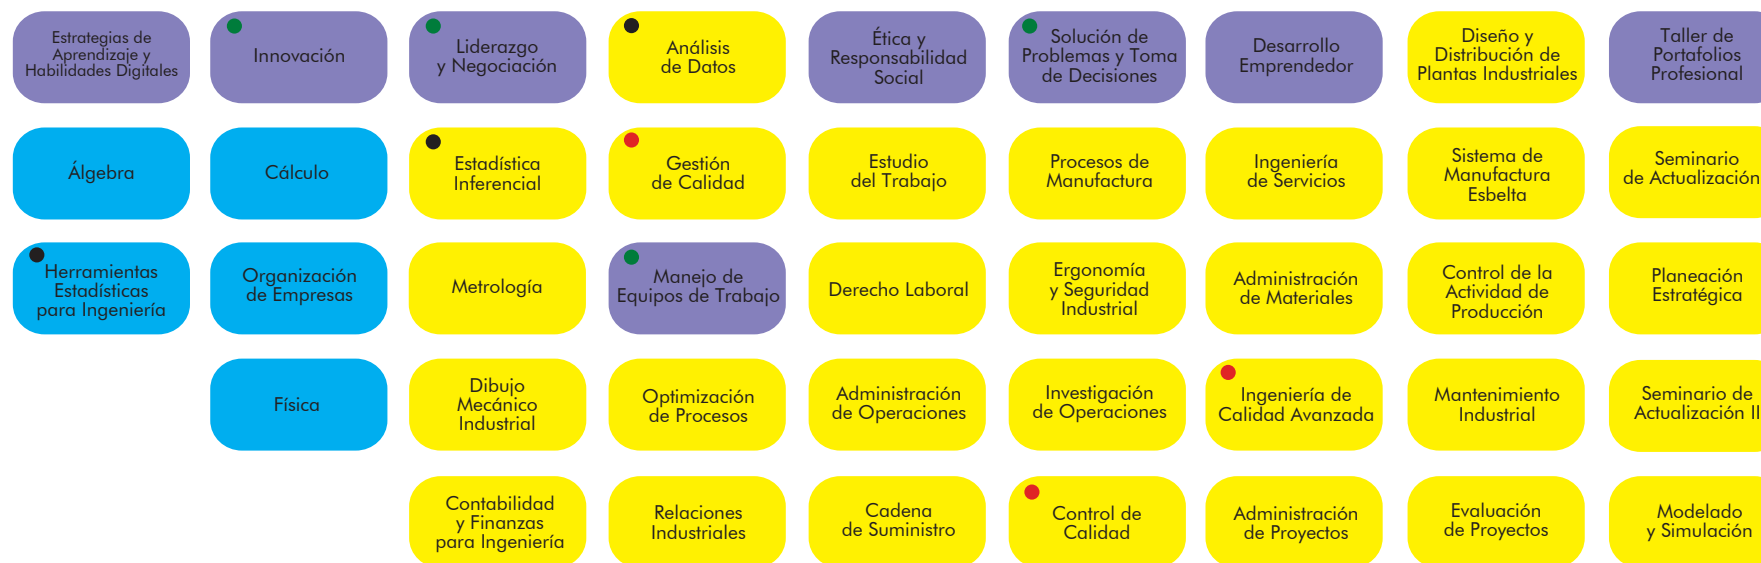 Estrategias de
Aprendizaje y
Habilidades Digitales
Innovación
Liderazgo
y Negociación
Análisis
de Datos
Ética y
Responsabilidad
Social
Solución de
Problemas y Toma
de Decisiones
Desarrollo
Emprendedor
Diseño y
Distribución de
Plantas Industriales
Taller de
Portafolios
Profesional
Álgebra
Cálculo
Estadística
Inferencial
Gestión
de Calidad
Estudio
del Trabajo
Procesos de
Manufactura
Ingeniería
de Servicios
Sistema de
Manufactura
Esbelta
Seminario
de Actualización
Herramientas
Estadísticas
para Ingeniería
Organización
de Empresas
Metrología
Manejo de
Equipos de Trabajo
Derecho Laboral
Ergonomía
y Seguridad
Industrial
Administración
de Materiales
Control de la
Actividad de
Producción
Planeación
Estratégica
Física
Dibujo
Mecánico
Industrial
Optimización
de Procesos
Administración
de Operaciones
Investigación
de Operaciones
Ingeniería de
Calidad Avanzada
Mantenimiento
Industrial
Seminario de
Actualización II
Contabilidad
y Finanzas
para Ingeniería
Relaciones
Industriales
Cadena
de Suministro
Control de
Calidad
Administración
de Proyectos
Evaluación
de Proyectos
Modelado
y Simulación